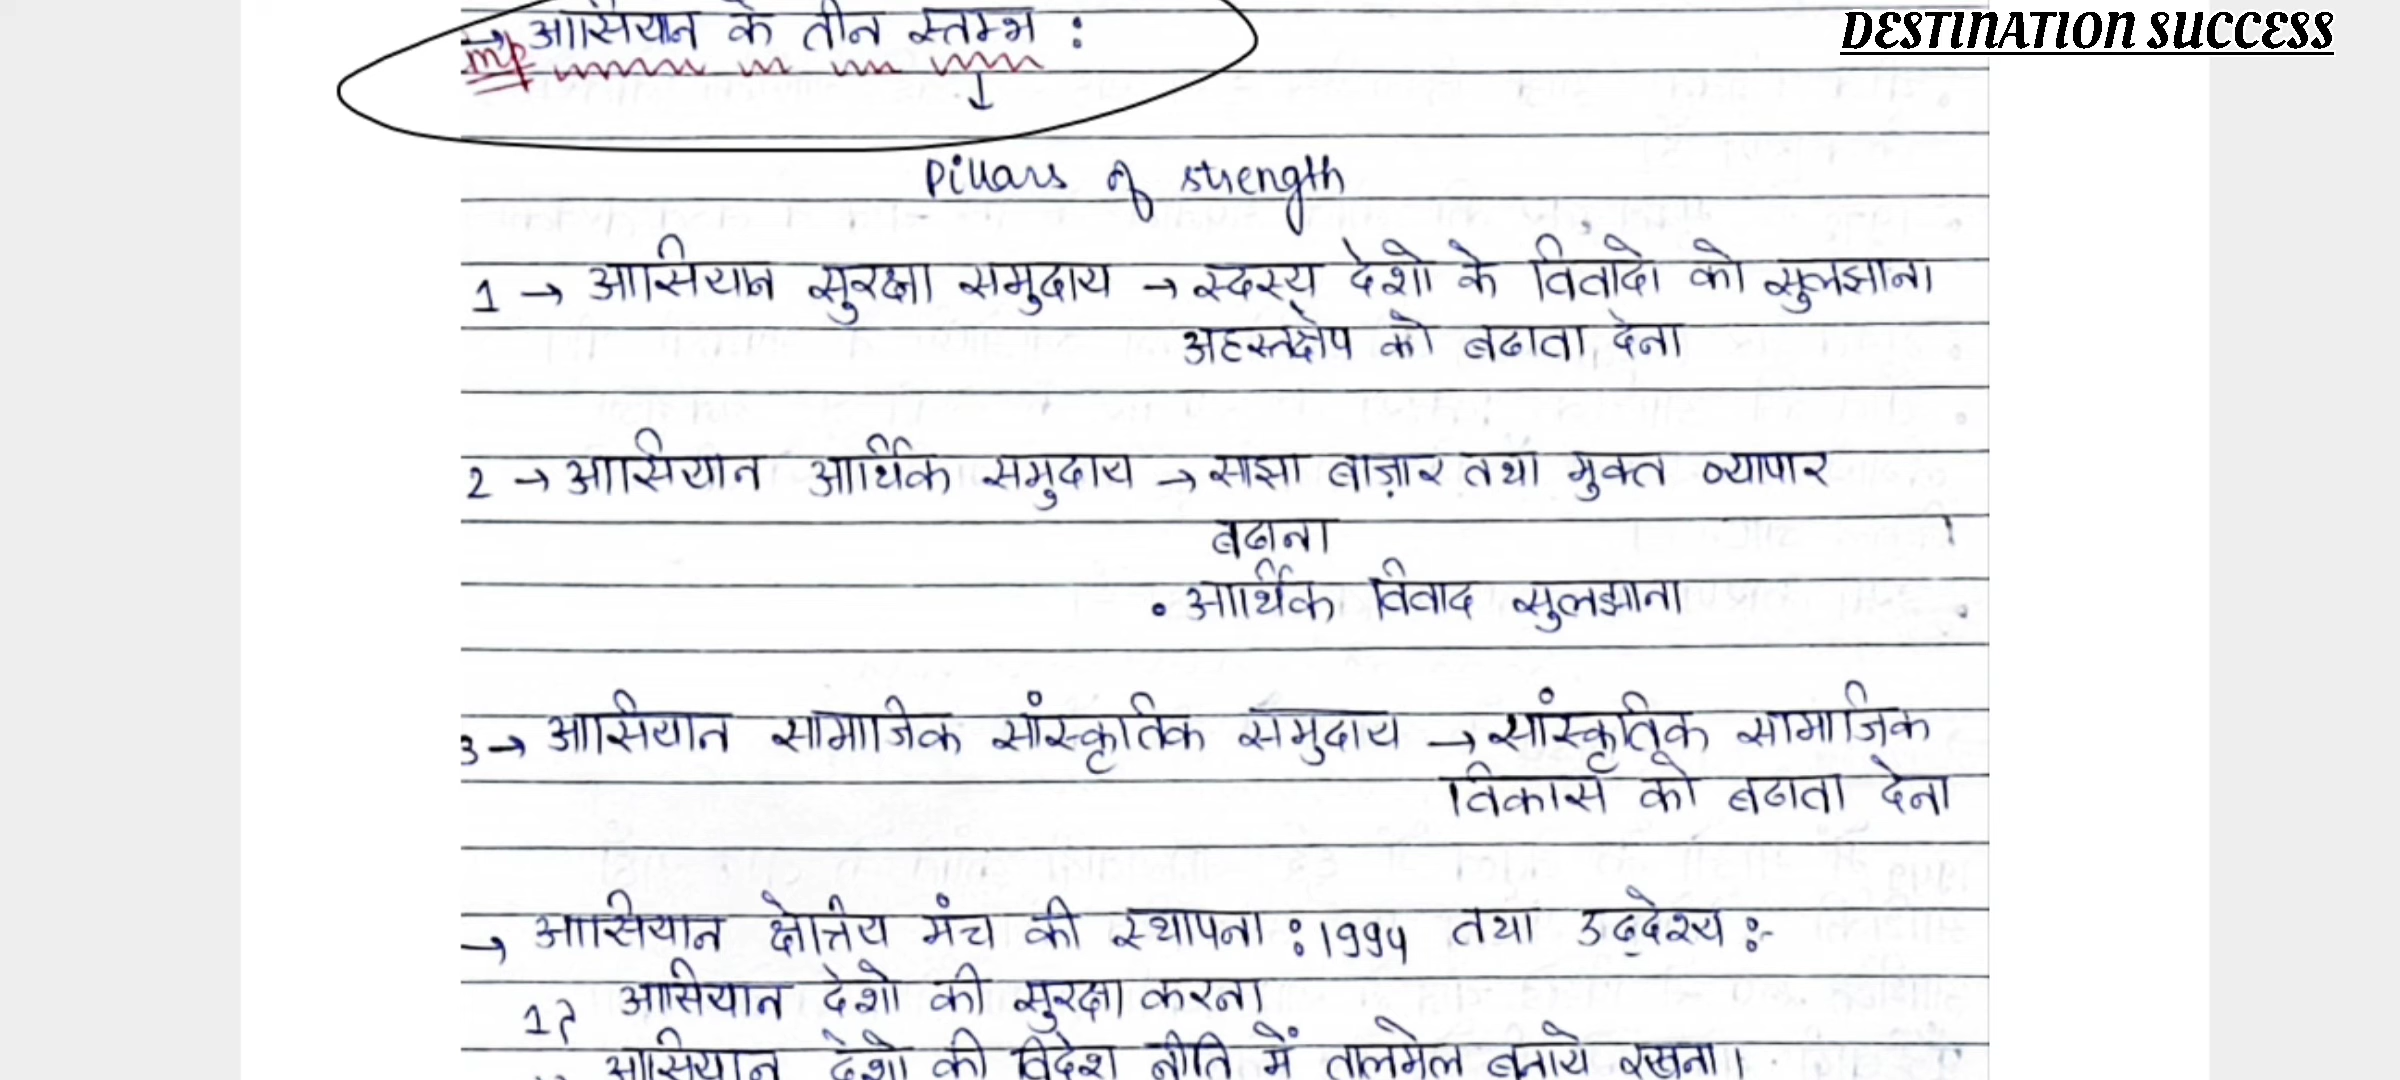 DESTINATION SUCCESS
→ आसियान के तीन स्तम्भ :
Imp
↓
Pillars of strength
1 → आसियान सुरक्षा समुदाय → सदस्य देशो के विवादो को सुलझाना
अहस्तक्षेप को बढावा देना
2 → आसियान आर्थिक समुदाय → साझा बाज़ार तथा मुक्त व्यापार
बढाना
• आर्थिक विवाद सुलझाना
3 → आसियान सामाजिक सांस्कृतिक समुदाय → सांस्कृतिक सामाजिक
विकास को बढावा देना
→ आसियान क्षेत्रिय मंच की स्थापना : 1994 तथा उद्देश्य :-
1) आसियान देशो की सुरक्षा करना
आसियान देशो की विदेश नीति में तालमेल बनाये रखना।